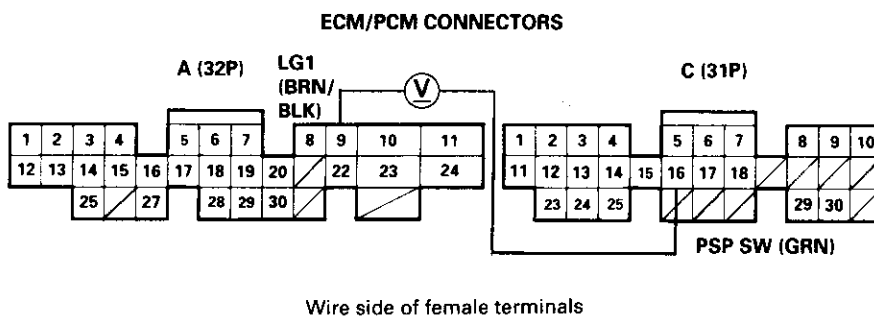 ECM/PCM CONNECTORS
A (32P)
LG1
(BRN/
BLK)
V
C (31P)
1 2 3 4 5 6 7 8 9 10 11
12 13 14 15 16 17 18 19 20 22 23 24
25 27 28 29 30
1 2 3 4 5 6 7 8 9 10
11 12 13 14 15 16 17 18
23 24 25 29 30
PSP SW (GRN)
Wire side of female terminals